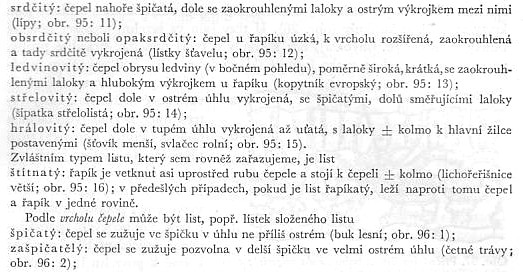 srdčitý: čepel nahoře špičatá, dole se zaokrouhlenými laloky a ostrým výkrojkem mezi nimi
(lípy; obr. 95: 11);
obsrdčitý neboli opaksrdčitý: čepel u řapíku úzká, k vrcholu rozšířená, zaokrouhlená
a tady srdčitě vykrojená (lístky šťavelu; obr. 95: 12);
ledvinovitý: čepel obrysu ledviny (v bočném pohledu), poměrně široká, krátká, se zaokrouh-
lenými laloky a hlubokým výkrojkem u řapíku (kopytník evropský; obr. 95: 13);
střelovitý: čepel dole v ostrém úhlu vykrojená, se špičatými, dolů směřujícími laloky
(šípatka střelolistá; obr. 95: 14);
hrálovitý: čepel dole v tupém úhlu vykrojená až uťatá, s laloky ± kolmo k hlavní žilce
postavenými (šťovík menší, svlačec rolní; obr. 95: 15).
Zvláštním typem listu, který sem rovněž zařazujeme, je list
štítnatý: řapík je vetknut asi uprostřed rubu čepele a stojí k čepeli ± kolmo (lichořeřišnice
větší; obr. 95: 16); v předešlých případech, pokud je list řapíkatý, leží naproti tomu čepel
a řapík v jedné rovině.
Podle vrcholu čepele může být list, popř. lístek složeného listu
špičatý: čepel se zužuje ve špičku v úhlu ne příliš ostrém (buk lesní; obr. 96: 1);
zašpičatělý: čepel se zužuje pozvolna v delší špičku ve velmi ostrém úhlu (četné trávy;
obr. 96: 2);